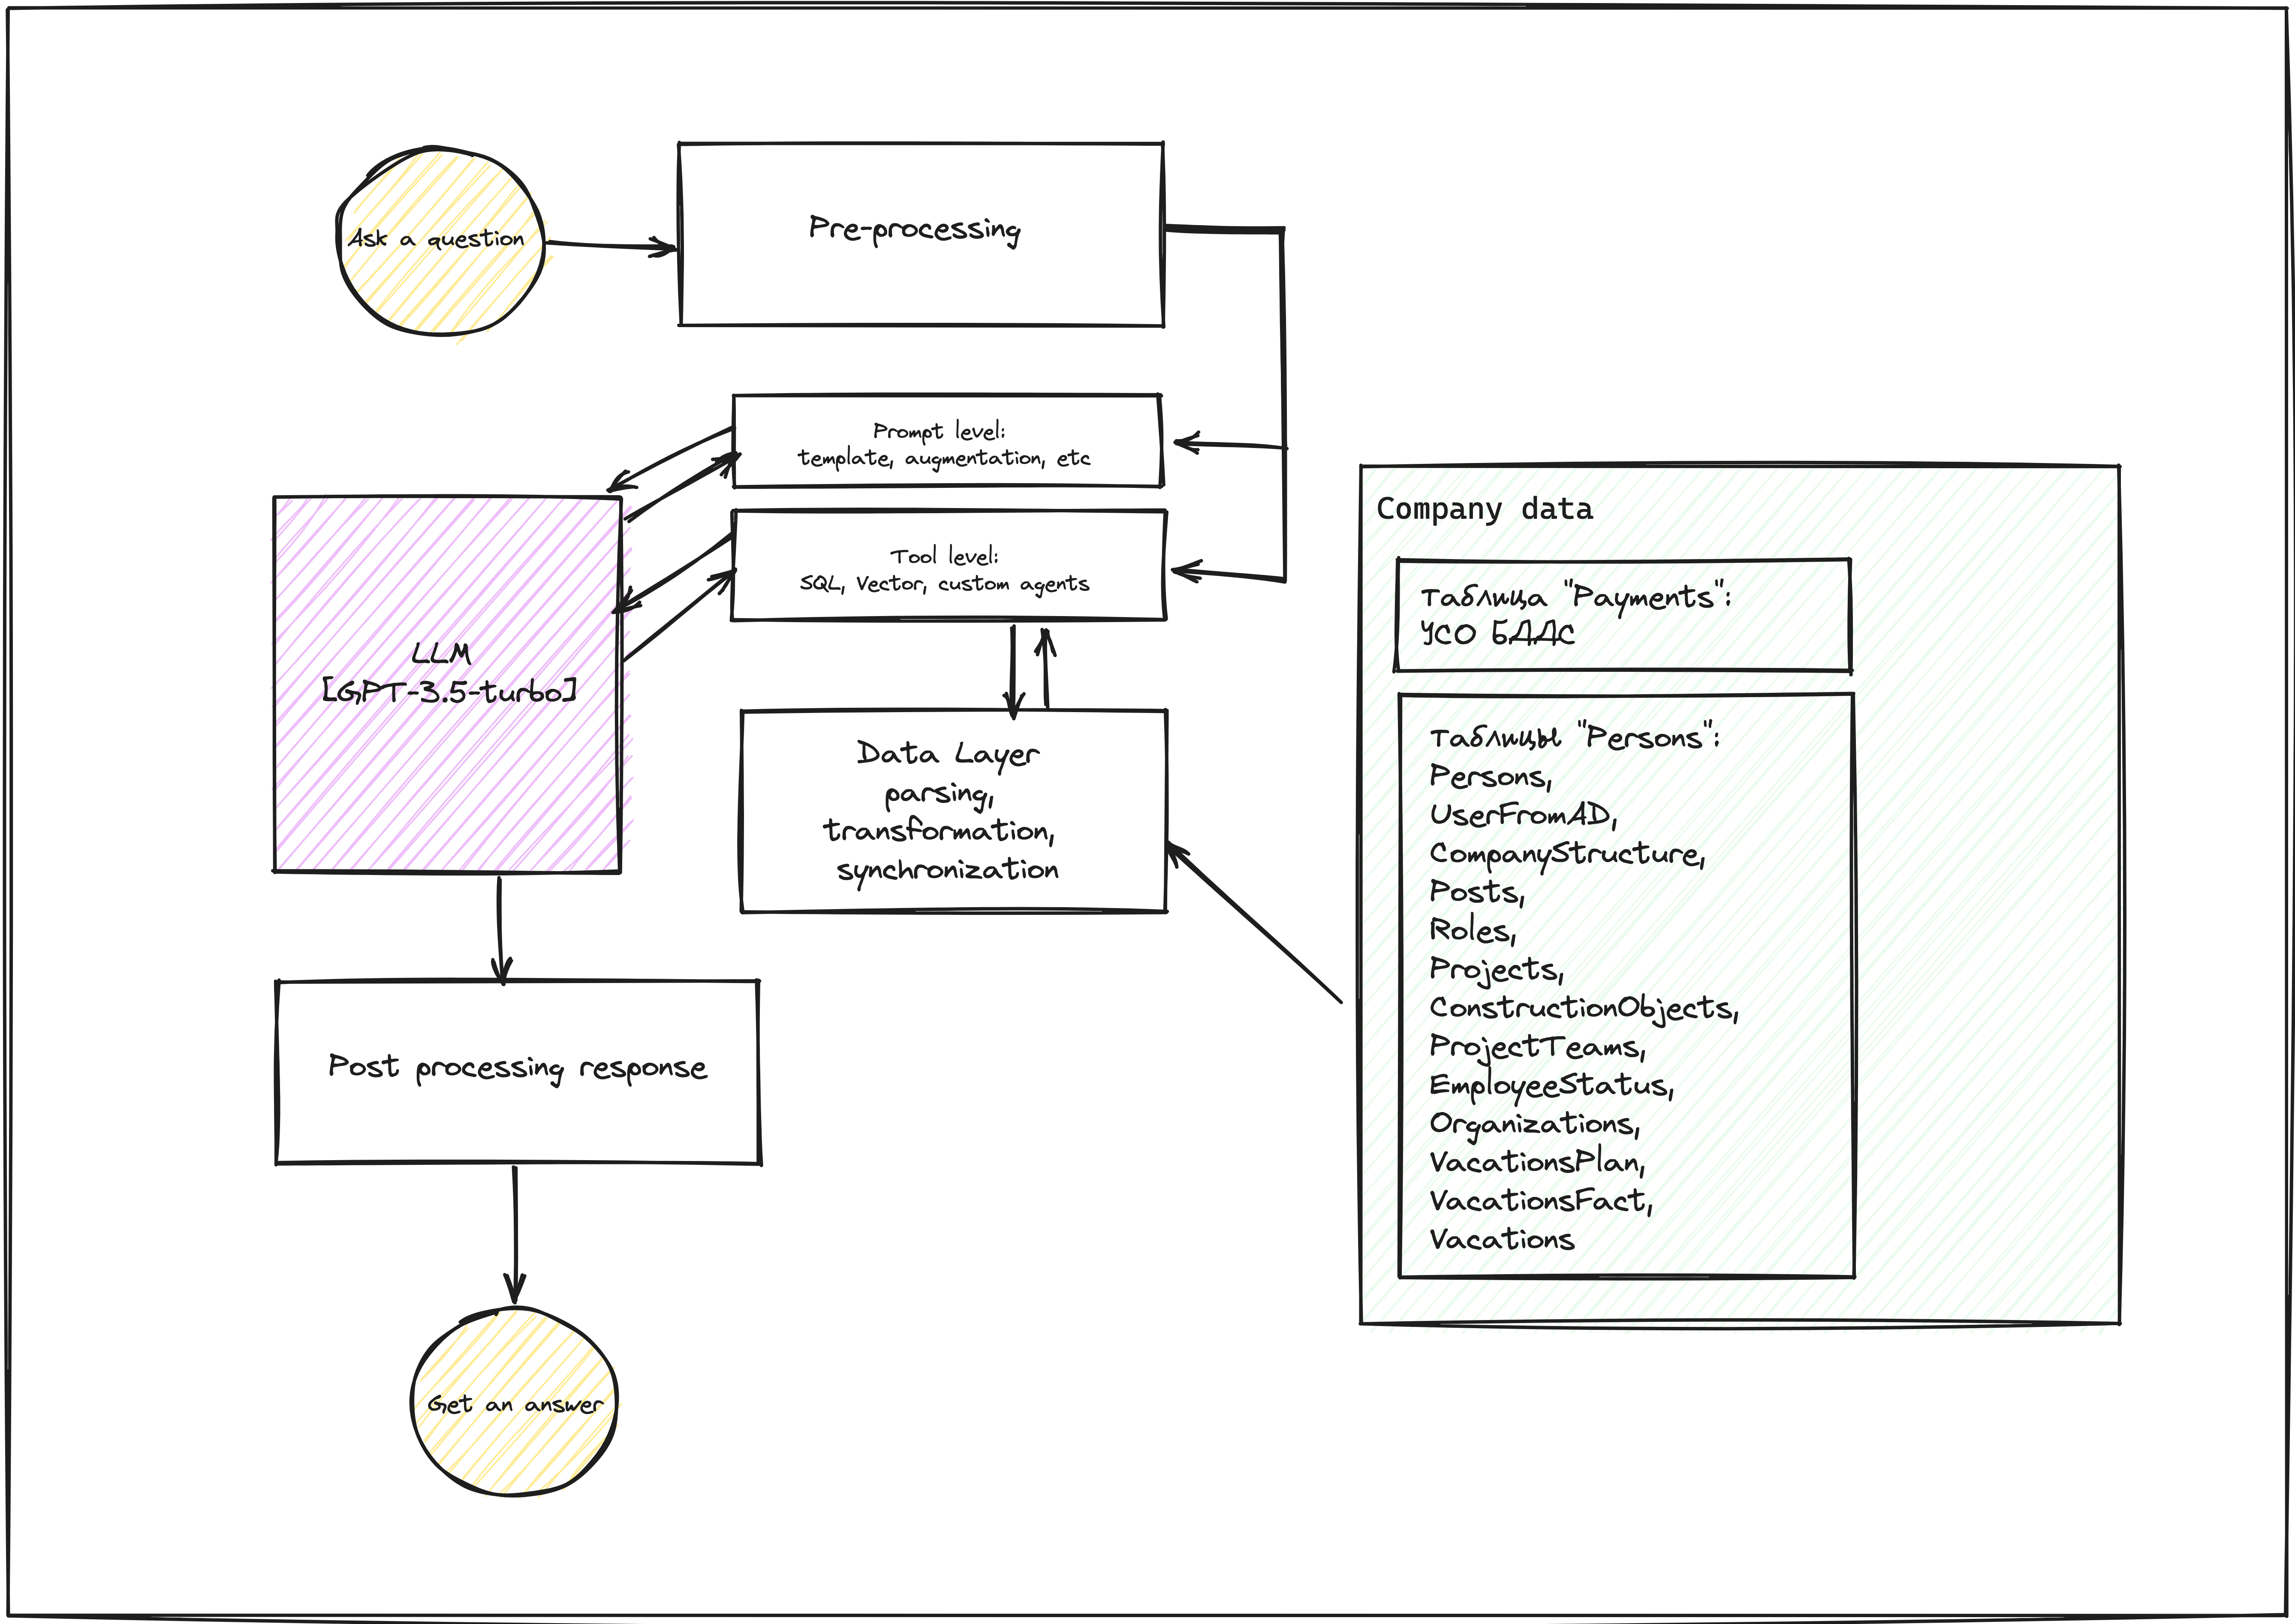 Ask a question
Pre-processing
Prompt level:
template, augmentation, etc
Tool level:
SQL, Vector, custom agents
LLM
[GPT-3.5-turbo]
Data Layer
parsing,
transformation,
synchronization
Post processing response
Get an answer
Company data
Таблица "Payments":
УСО БДДС
Таблицы "Persons":
Persons,
UserFromAD,
CompanyStructure,
Posts,
Roles,
Projects,
ConstructionObjects,
ProjectTeams,
EmployeeStatus,
Organizations,
VacationsPlan,
VacationsFact,
Vacations